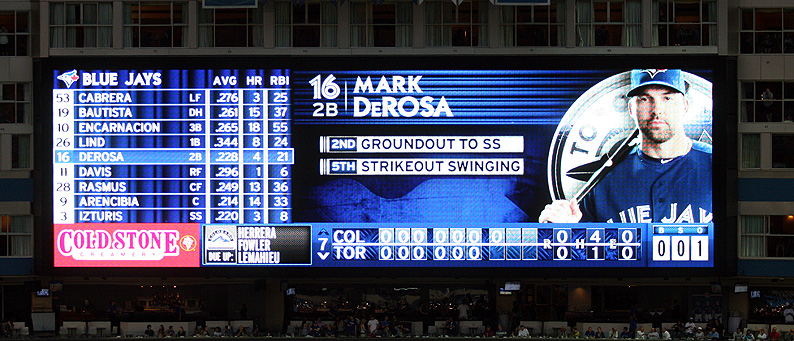 BLUE JAYS AVG HR RBI
53 CABRERA LF .276 3 25
19 BAUTISTA DH .261 15 37
10 ENCARNACION 3B .265 18 55
26 LIND 1B .344 8 24
16 DEROSA 2B .228 4 21
11 DAVIS RF .296 1 6
28 RASMUS CF .249 13 36
9 ARENCIBIA C .214 14 33
3 IZTURIS SS .220 3 8
16 MARK
2B DeROSA
2ND GROUNDOUT TO SS
5TH STRIKEOUT SWINGING
TORO
BLUE JAY
COLD STONE
CREAMERY
DUE UP:
HERRERA
FOWLER
LEMAHIEU
7 COL 0 0 0 0 0 0 R 0 H 4 E 0
TOR 0 0 0 0 0 0 0 1 0
B S O
0 0 1